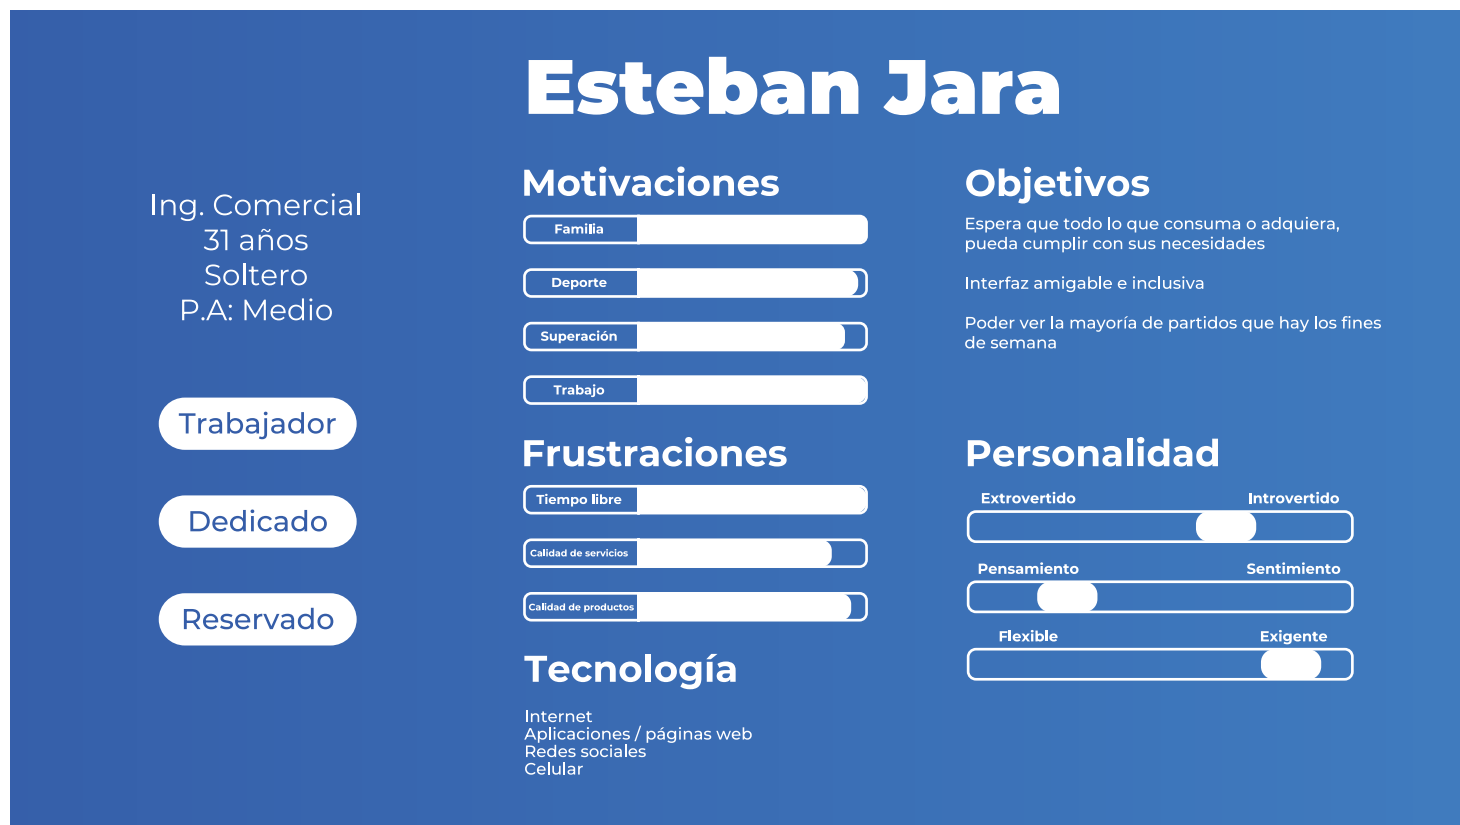 Esteban Jara
Ing. Comercial
31 años
Soltero
P.A: Medio
Trabajador
Dedicado
Reservado
Motivaciones
Familia
Deporte
Superación
Trabajo
Frustraciones
Tiempo libre
Calidad de servicios
Calidad de productos
Tecnología
Internet
Aplicaciones / páginas web
Redes sociales
Celular
Objetivos
Espera que todo lo que consuma o adquiera,
pueda cumplir con sus necesidades
Interfaz amigable e inclusiva
Poder ver la mayoría de partidos que hay los fines
de semana
Personalidad
Extrovertido Introvertido
Pensamiento Sentimiento
Flexible Exigente